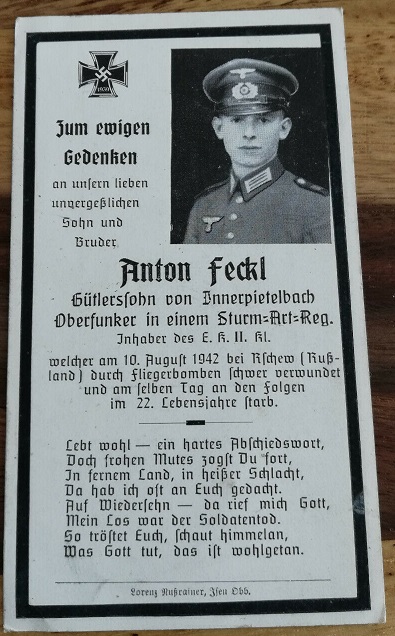 1939
Zum ewigen
Gedenken
an unsern lieben
unvergeßlichen
Sohn und
Bruder
Anton Feckl
Gütlerssohn von Innerpietelbach
Oberfunker in einem Sturm-Art-Reg.
Inhaber des E. K. II. Kl.
welcher am 10. August 1942 bei Rschew (Ruß-
land) durch Fliegerbomben schwer verwundet
und am selben Tag an den Folgen
im 22. Lebensjahre starb.
Lebt wohl — ein hartes Abschiedswort,
Doch frohen Mutes zogst Du fort,
In fernem Land, in heißer Schlacht,
Da hab ich oft an Euch gedacht.
Auf Wiedersehn — da rief mich Gott,
Mein Los war der Soldatentod.
So tröstet Euch, schaut himmelan,
Was Gott tut, das ist wohlgetan.
Lorenz Nußrainer, Isen Obb.